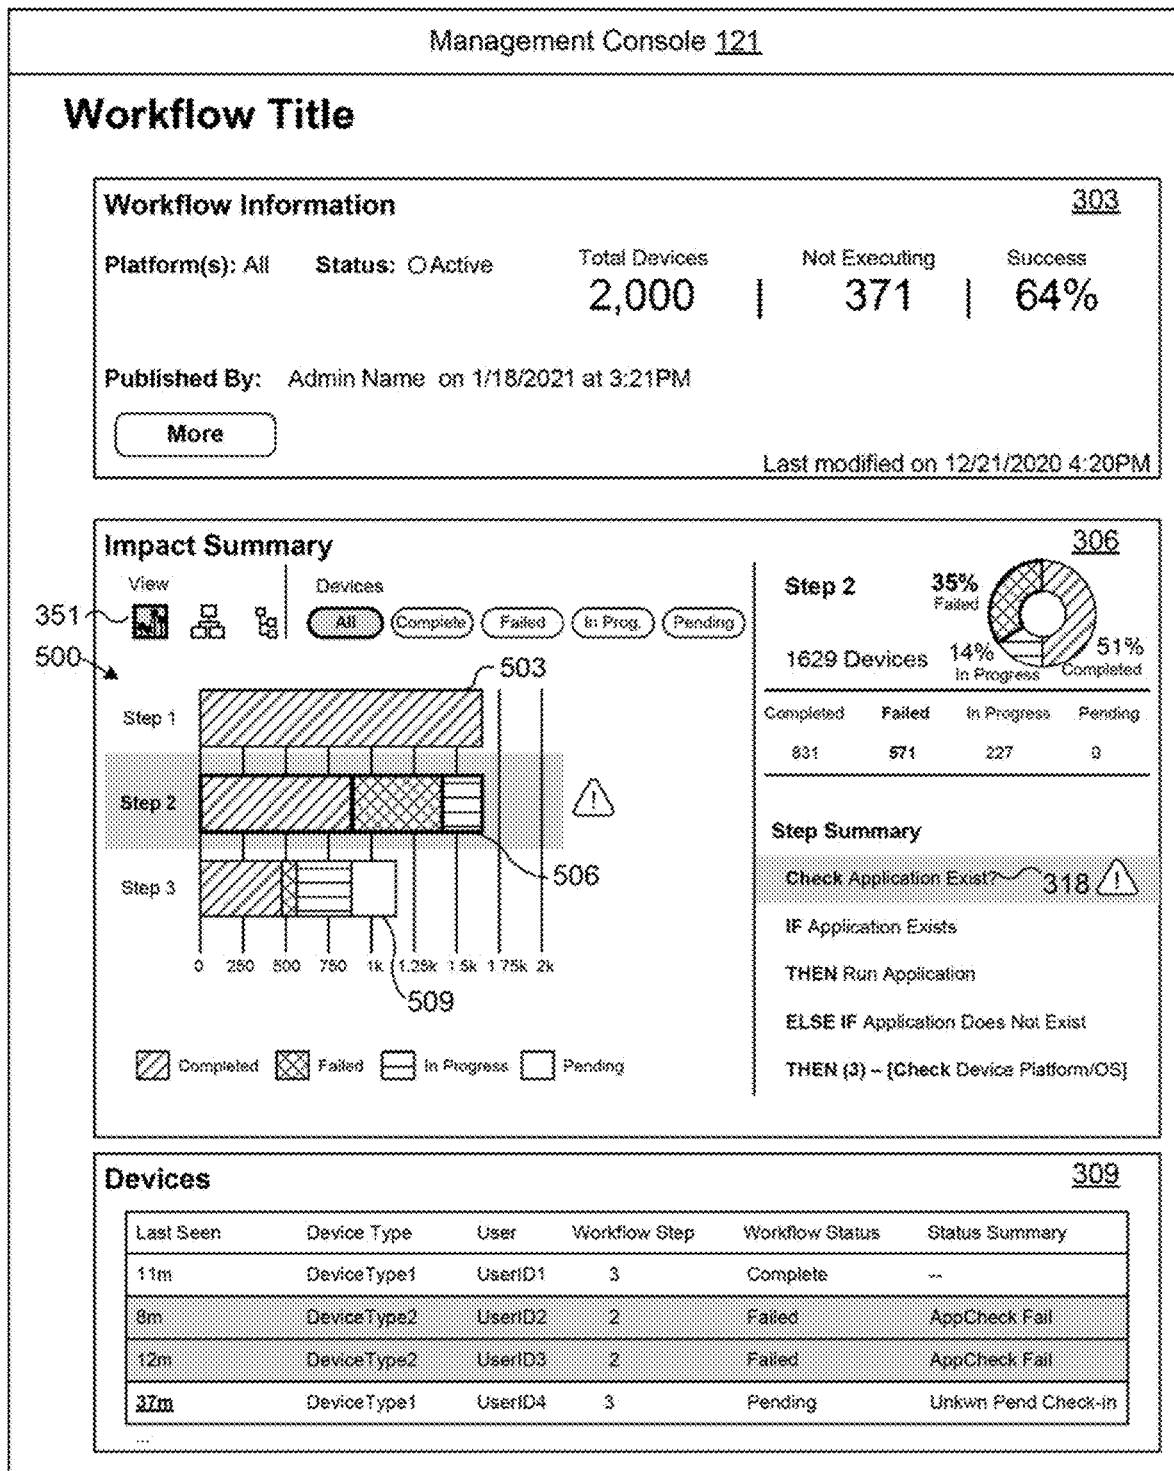 Management Console 121
Workflow Title
Workflow Information 303
Platform(s): All Status: Active Total Devices Not Executing Success
2,000 | 371 | 64%
Published By: Admin Name on 1/18/2021 at 3:21PM
More
Last modified on 12/21/2020 4:20PM
Impact Summary 306
View Devices
351 All Complete Failed In Prog. Pending
500
503
Step 1
Step 2
!
506
Step 3
0 250 500 750 1k 1.25k 1.5k 1.75k 2k
509
Completed Failed In Progress Pending
Step 2 35%
Failed
1629 Devices 14% 51%
In Progress Completed
Completed Failed In Progress Pending
831 571 227 0
Step Summary
Check Application Exist? 318 !
IF Application Exists
THEN Run Application
ELSE IF Application Does Not Exist
THEN (3) – [Check Device Platform/OS]
Devices 309
Last Seen Device Type User Workflow Step Workflow Status Status Summary
11m DeviceType1 UserID1 3 Complete --
8m DeviceType2 UserID2 2 Failed AppCheck Fail
12m DeviceType2 UserID3 2 Failed AppCheck Fail
37m DeviceType1 UserID4 3 Pending Unkwn Pend Check-in
...